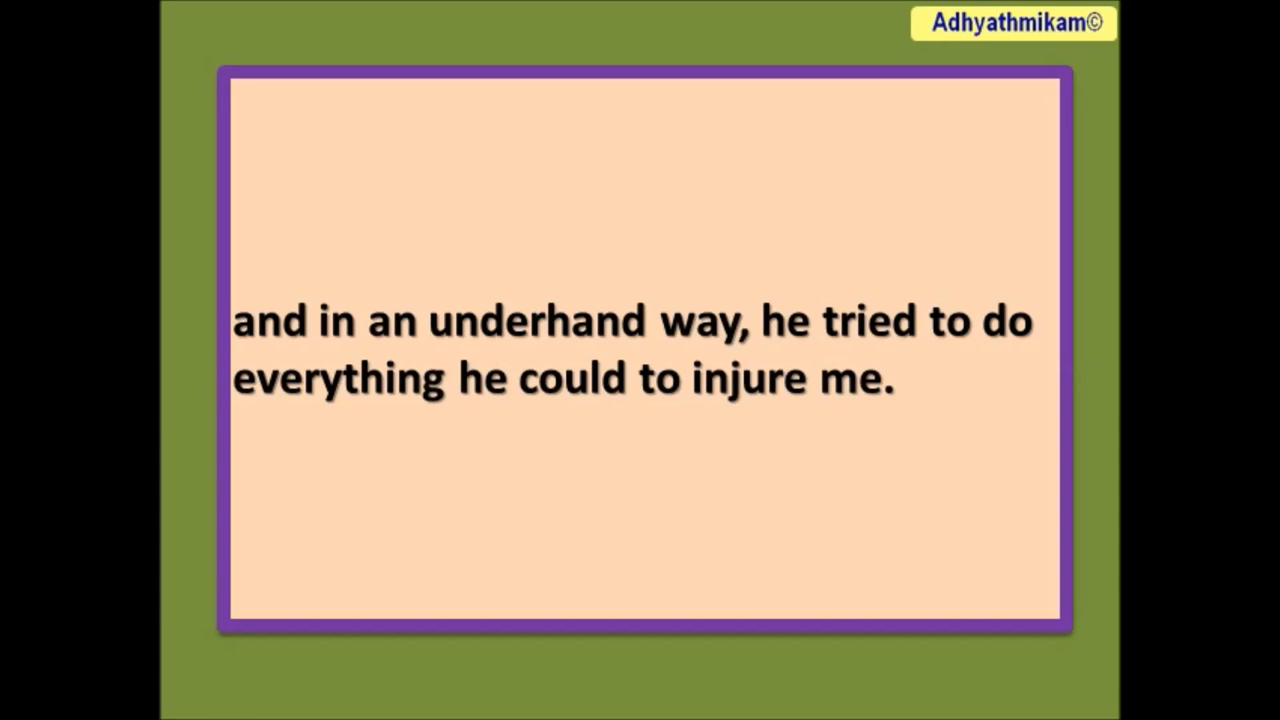 Adhyathmikam©
and in an underhand way, he tried to do
everything he could to injure me.